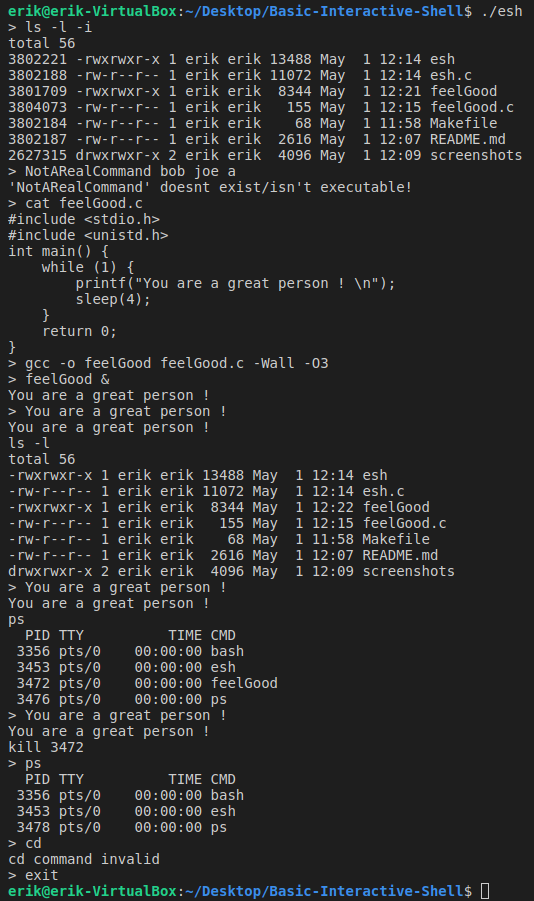 erik@erik-VirtualBox:~/Desktop/Basic-Interactive-Shell$ ./esh
> ls -l -i
total 56
3802221 -rwxrwxr-x 1 erik erik 13488 May  1 12:14 esh
3802188 -rw-r--r-- 1 erik erik 11072 May  1 12:14 esh.c
3801709 -rwxrwxr-x 1 erik erik  8344 May  1 12:21 feelGood
3804073 -rw-r--r-- 1 erik erik   155 May  1 12:15 feelGood.c
3802184 -rw-r--r-- 1 erik erik    68 May  1 11:58 Makefile
3802187 -rw-r--r-- 1 erik erik  2616 May  1 12:07 README.md
2627315 drwxrwxr-x 2 erik erik  4096 May  1 12:09 screenshots
> NotARealCommand bob joe a
'NotARealCommand' doesnt exist/isn't executable!
> cat feelGood.c
#include <stdio.h>
#include <unistd.h>
int main() {
    while (1) {
        printf("You are a great person ! \n");
        sleep(4);
    }
    return 0;
}
> gcc -o feelGood feelGood.c -Wall -O3
> feelGood &
You are a great person !
> You are a great person !
You are a great person !
ls -l
total 56
-rwxrwxr-x 1 erik erik 13488 May  1 12:14 esh
-rw-r--r-- 1 erik erik 11072 May  1 12:14 esh.c
-rwxrwxr-x 1 erik erik  8344 May  1 12:22 feelGood
-rw-r--r-- 1 erik erik   155 May  1 12:15 feelGood.c
-rw-r--r-- 1 erik erik    68 May  1 11:58 Makefile
-rw-r--r-- 1 erik erik  2616 May  1 12:07 README.md
drwxrwxr-x 2 erik erik  4096 May  1 12:09 screenshots
> You are a great person !
You are a great person !
ps
  PID TTY          TIME CMD
 3356 pts/0    00:00:00 bash
 3453 pts/0    00:00:00 esh
 3472 pts/0    00:00:00 feelGood
 3476 pts/0    00:00:00 ps
> You are a great person !
You are a great person !
kill 3472
> ps
  PID TTY          TIME CMD
 3356 pts/0    00:00:00 bash
 3453 pts/0    00:00:00 esh
 3478 pts/0    00:00:00 ps
> cd
cd command invalid
> exit
erik@erik-VirtualBox:~/Desktop/Basic-Interactive-Shell$